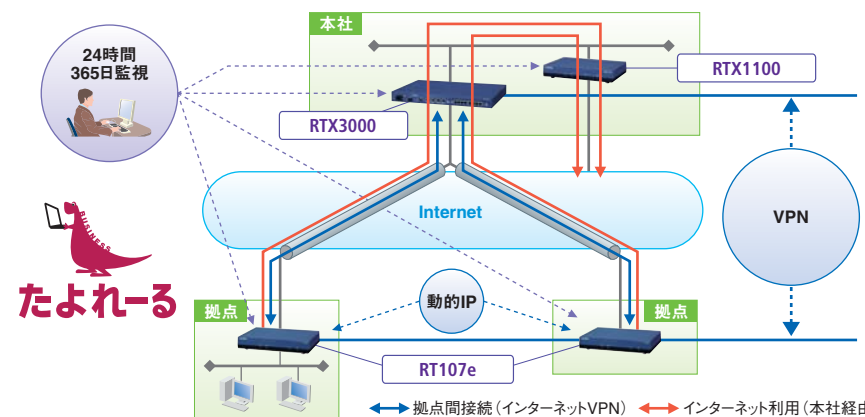 本社
24時間
365日監視
RTX1100
RTX3000
Internet
VPN
BUSINESS
たよれーる
動的IP
拠点
拠点
RT107e
拠点間接続（インターネットVPN）
インターネット利用（本社経由